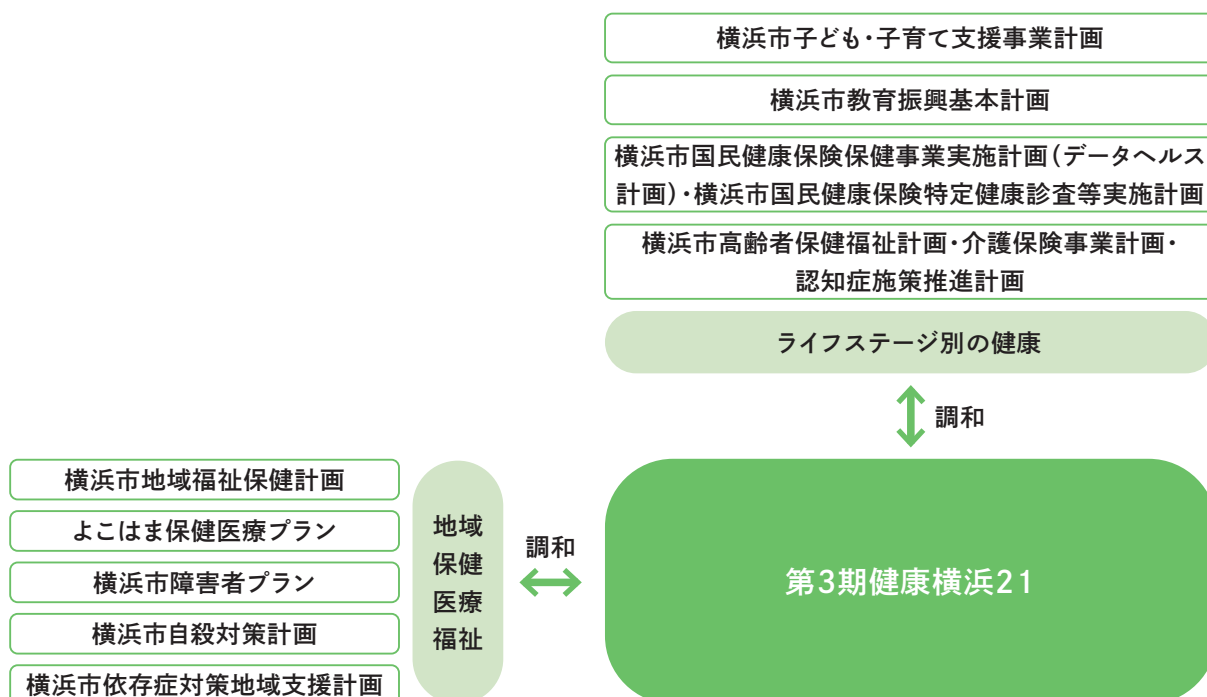 横浜市子ども・子育て支援事業計画
横浜市教育振興基本計画
横浜市国民健康保険保健事業実施計画(データヘルス
計画)・横浜市国民健康保険特定健康診査等実施計画
横浜市高齢者保健福祉計画・介護保険事業計画・
認知症施策推進計画
ライフステージ別の健康
調和
横浜市地域福祉保健計画
よこはま保健医療プラン
横浜市障害者プラン
横浜市自殺対策計画
横浜市依存症対策地域支援計画
地域
保健
医療
福祉
調和
第3期健康横浜21